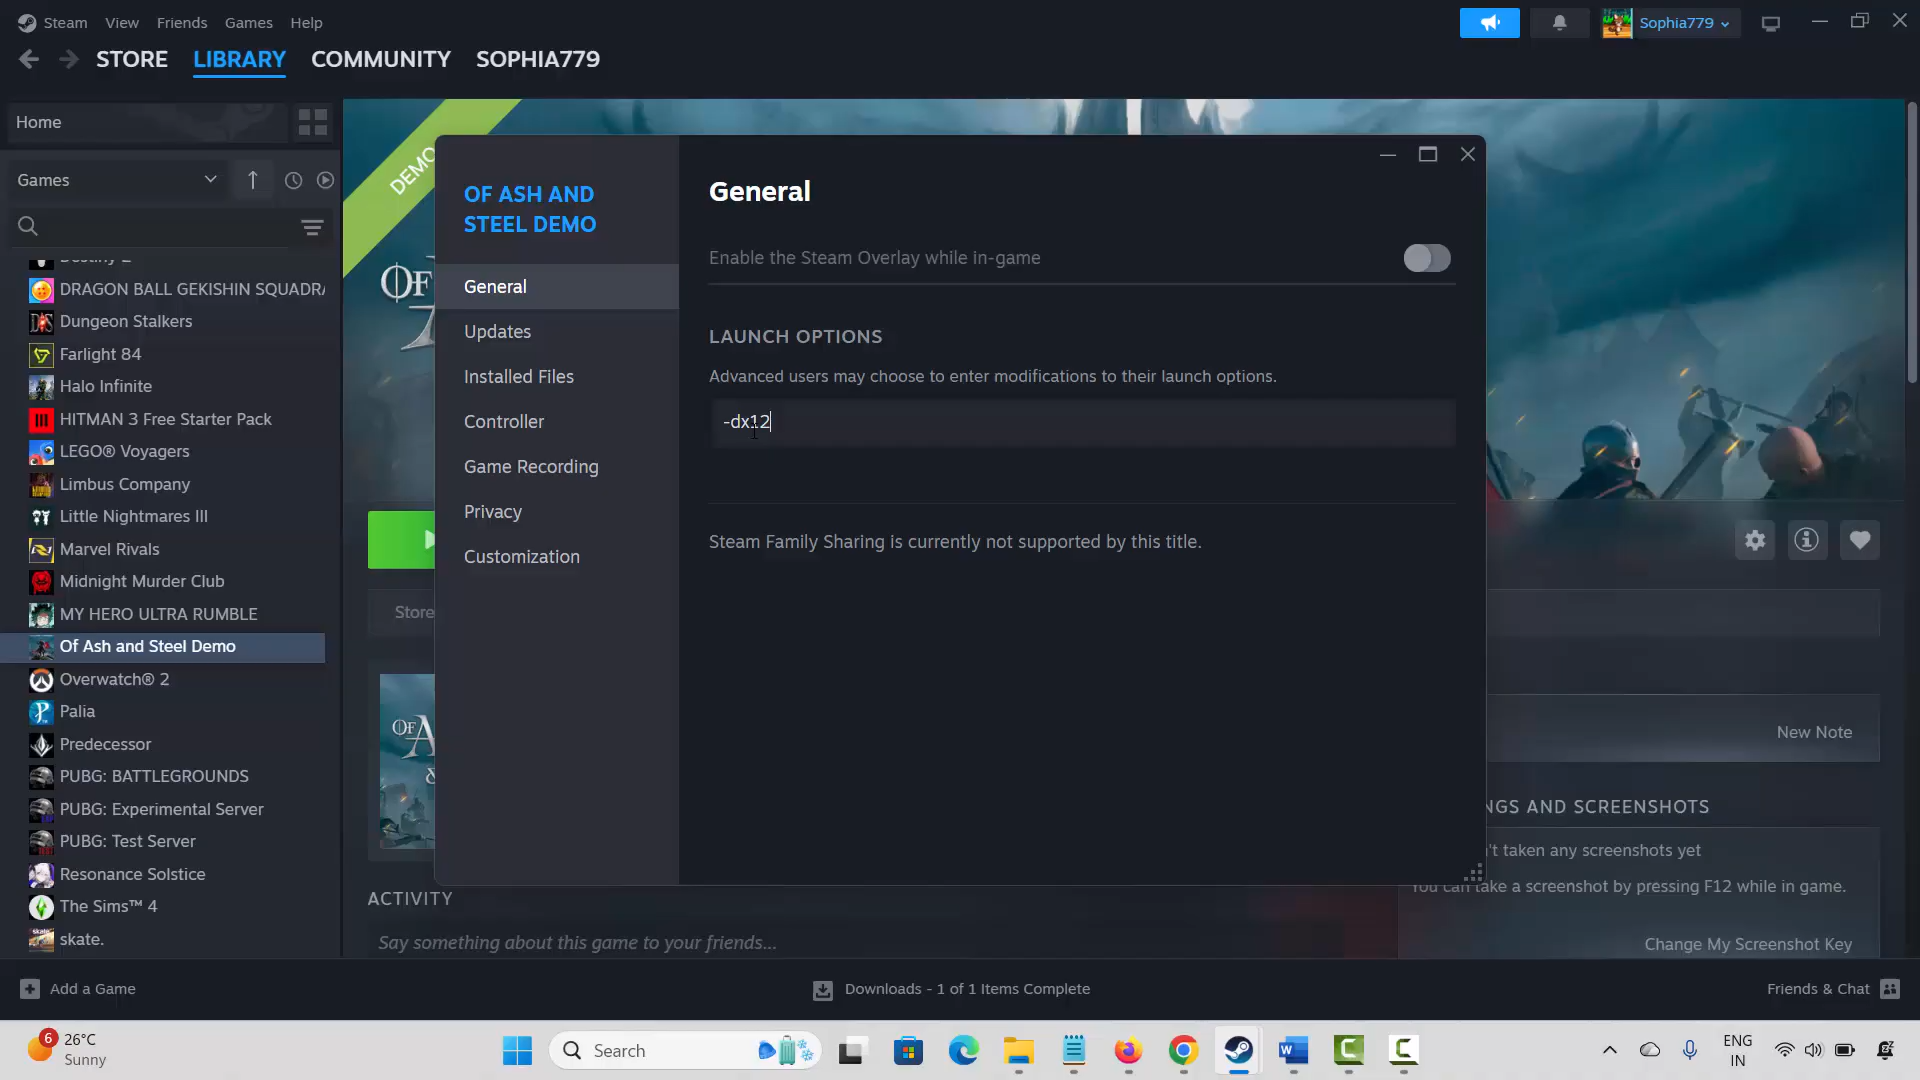 Steam View Friends Games Help
Sophia779
STORE LIBRARY COMMUNITY SOPHIA779
Home
Games
DEMO
OF ASH AND
STEEL DEMO
General
Updates
Installed Files
Controller
Game Recording
Privacy
Customization
General
Enable the Steam Overlay while in-game
LAUNCH OPTIONS
Advanced users may choose to enter modifications to their launch options.
-dx12
Steam Family Sharing is currently not supported by this title.
Destiny 2
DRAGON BALL GEKISHIN SQUADRA
Dungeon Stalkers
Farlight 84
Halo Infinite
HITMAN 3 Free Starter Pack
LEGO® Voyagers
Limbus Company
Little Nightmares III
Marvel Rivals
Midnight Murder Club
MY HERO ULTRA RUMBLE
Of Ash and Steel Demo
Overwatch® 2
Palia
Predecessor
PUBG: BATTLEGROUNDS
PUBG: Experimental Server
PUBG: Test Server
Resonance Solstice
The Sims™ 4
skate.
OF
Store
OF A
&
New Note
NGS AND SCREENSHOTS
't taken any screenshots yet
You can take a screenshot by pressing F12 while in game.
Change My Screenshot Key
ACTIVITY
Say something about this game to your friends...
Add a Game
Downloads - 1 of 1 Items Complete
Friends & Chat
6
26°C
Sunny
Search
ENG
IN